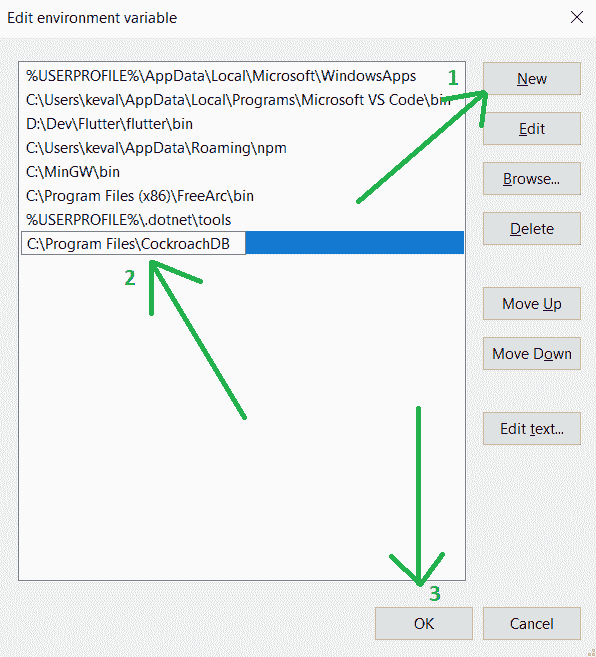 Edit environment variable
%USERPROFILE%\AppData\Local\Microsoft\WindowsApps
1
New
C:\Users\keval\AppData\Local\Programs\Microsoft VS Code\bin
D:\Dev\Flutter\flutter\bin
Edit
C:\Users\keval\AppData\Roaming\npm
C:\MinGW\bin
Browse...
C:\Program Files (x86)\FreeArc\bin
%USERPROFILE%\.dotnet\tools
Delete
C:\Program Files\CockroachDB
2
Move Up
Move Down
Edit text...
3
OK
Cancel